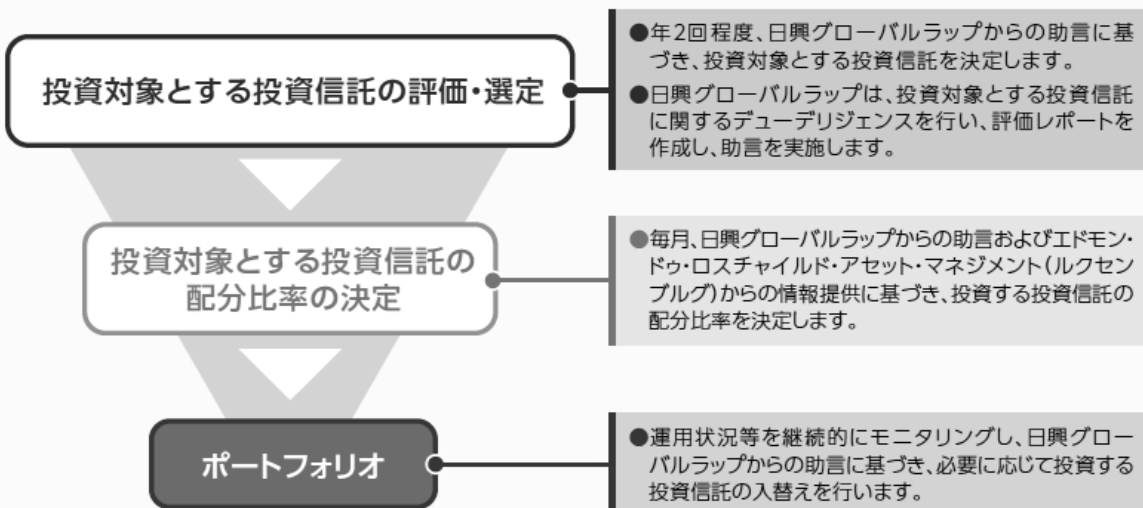 投資対象とする投資信託の評価・選定
●年2回程度、日興グローバルラップからの助言に基
づき、投資対象とする投資信託を決定します。
●日興グローバルラップは、投資対象とする投資信託
に関するデューデリジェンスを行い、評価レポートを
作成し、助言を実施します。
投資対象とする投資信託の
配分比率の決定
●毎月、日興グローバルラップからの助言およびエドモン・
ドゥ・ロスチャイルド・アセット・マネジメント(ルクセン
ブルグ)からの情報提供に基づき、投資する投資信託の
配分比率を決定します。
ポートフォリオ
●運用状況等を継続的にモニタリングし、日興グロー
バルラップからの助言に基づき、必要に応じて投資する
投資信託の入替えを行います。